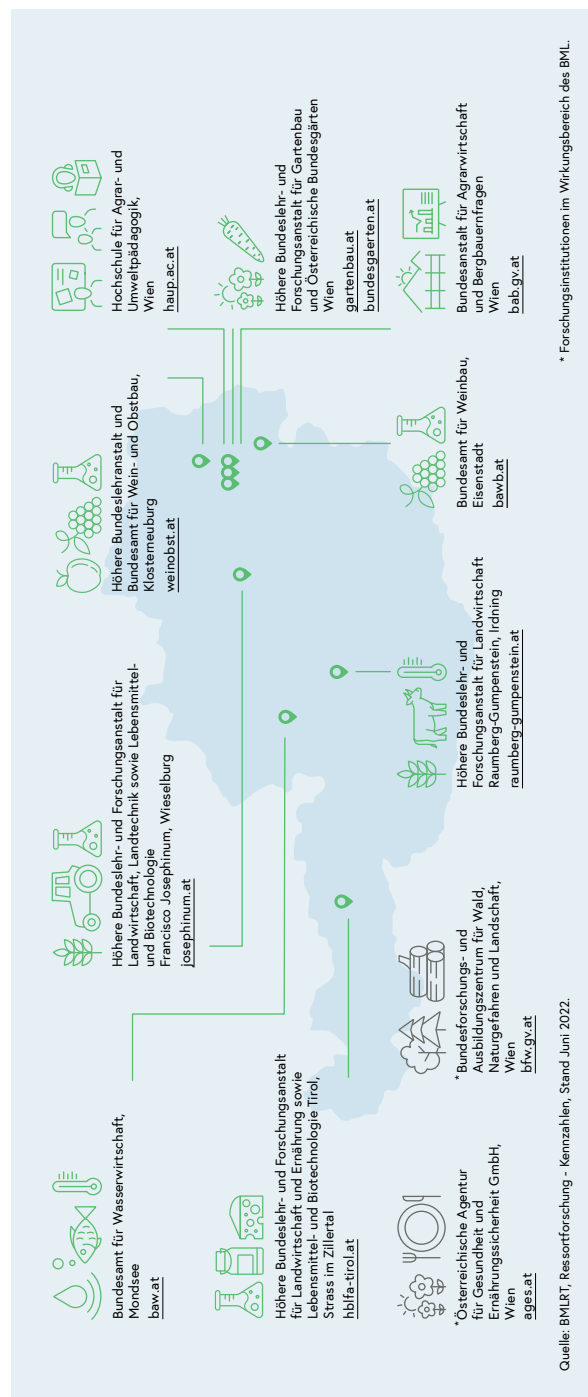 Bundesamt für Wasserwirtschaft,
Mondsee
baw.at
Höhere Bundeslehr- und Forschungsanstalt für
Landwirtschaft, Landtechnik sowie Lebensmittel-
und Biotechnologie
Francisco Josephinum, Wieselburg
josephinum.at
Höhere Bundeslehranstalt und
Bundesamt für Wein- und Obstbau,
Klosterneuburg
weinobst.at
Hochschule für Agrar- und
Umweltpädagogik,
Wien
haup.ac.at
Höhere Bundeslehr- und Forschungsanstalt
für Landwirtschaft und Ernährung sowie
Lebensmittel- und Biotechnologie Tirol,
Strass im Zillertal
hblfa-tirol.at
Höhere Bundeslehr- und
Forschungsanstalt für Gartenbau
und Österreichische Bundesgärten
Wien
gartenbau.at
bundesgaerten.at
*Österreichische Agentur
für Gesundheit und
Ernährungssicherheit GmbH,
Wien
ages.at
*Bundesforschungs- und
Ausbildungszentrum für Wald,
Naturgefahren und Landschaft,
Wien
bfw.gv.at
Höhere Bundeslehr- und
Forschungsanstalt für Landwirtschaft
Raumberg-Gumpenstein, Irdning
raumberg-gumpenstein.at
Bundesamt für Weinbau,
Eisenstadt
bawb.at
Bundesanstalt für Agrarwirtschaft
und Bergbauernfragen
Wien
bab.gv.at
Quelle: BMLRT, Ressortforschung - Kennzahlen, Stand Juni 2022.
* Forschungsinstitutionen im Wirkungsbereich des BML.